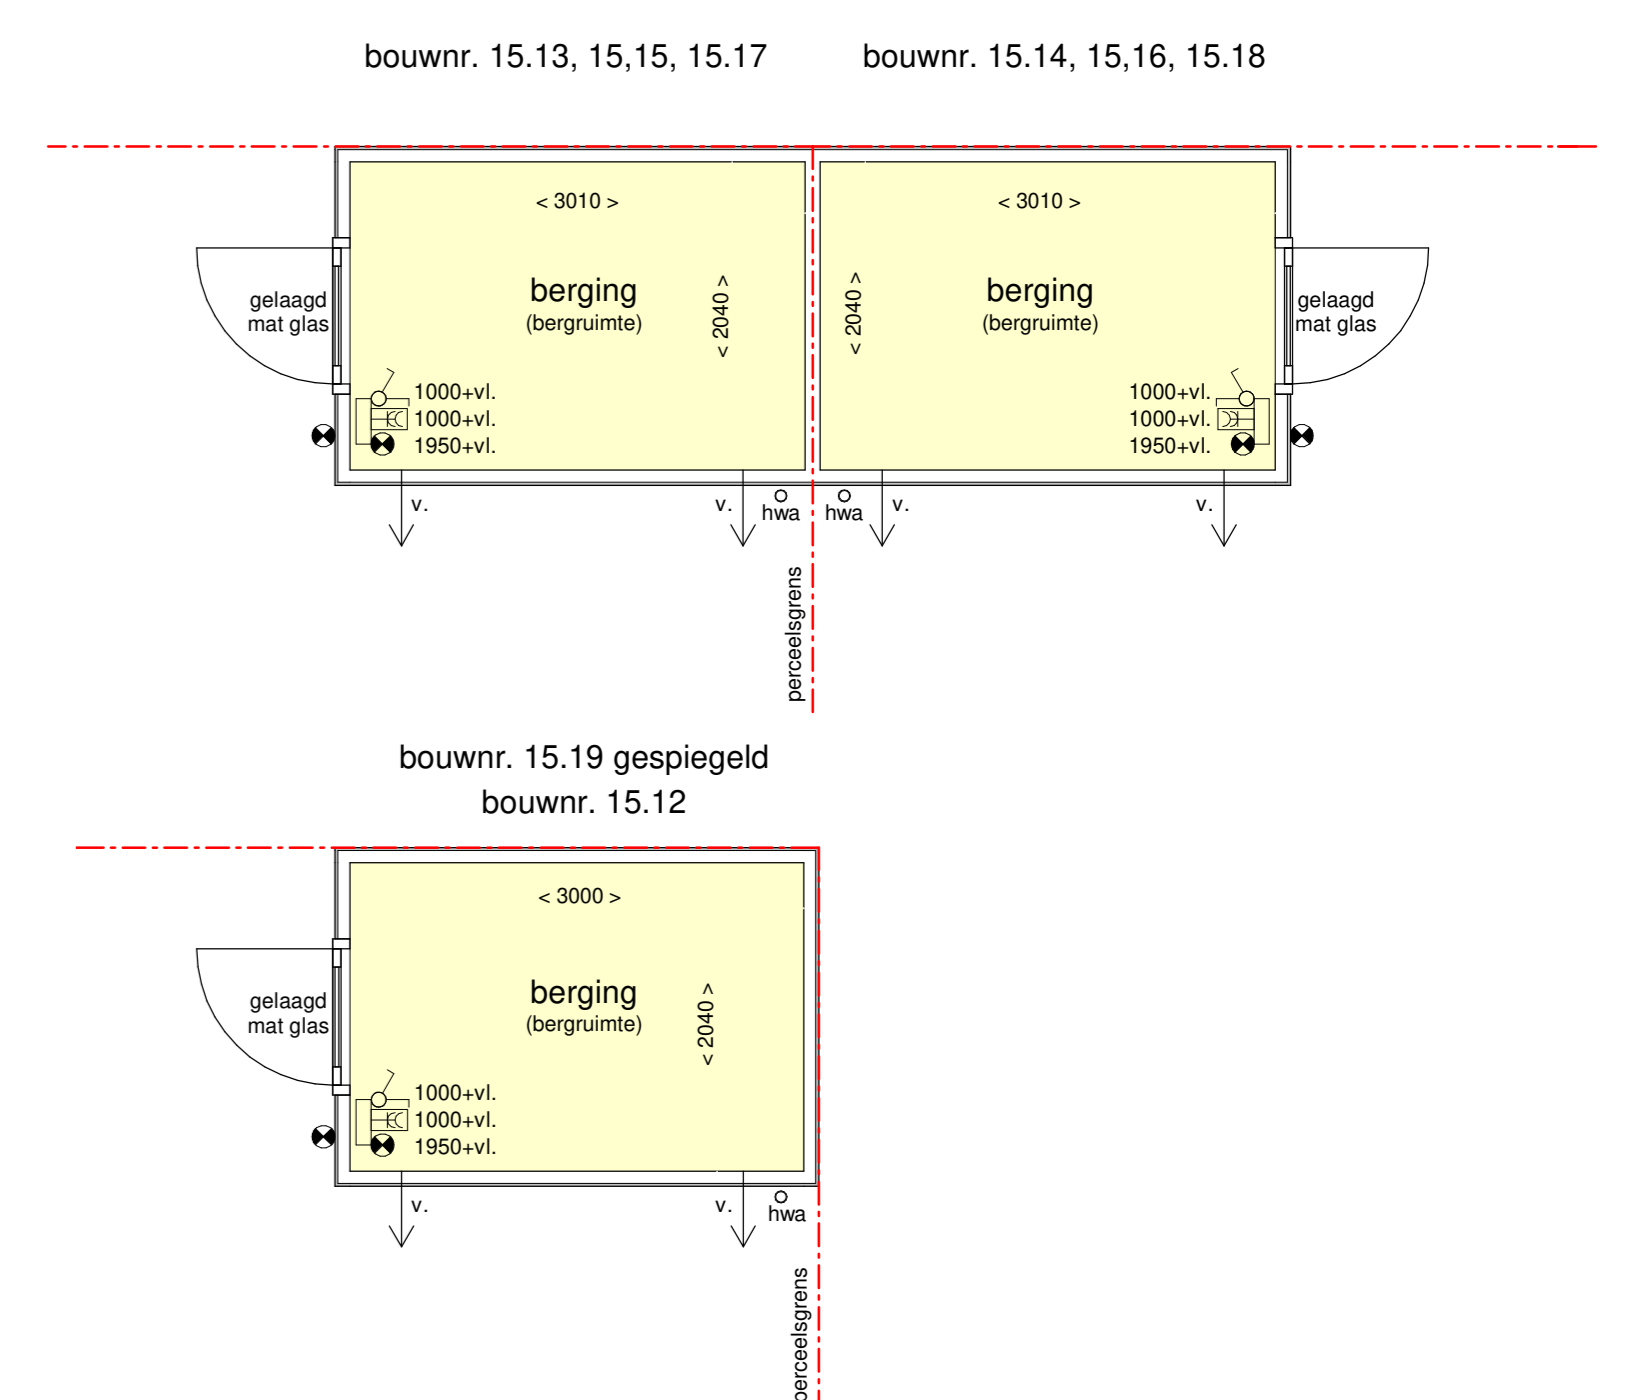 bouwnr. 15.13, 15,15, 15.17
bouwnr. 15.14, 15,16, 15.18
< 3010 >
< 3010 >
berging
(bergruimte)
< 2040 >
< 2040 >
berging
(bergruimte)
gelaagd
mat glas
gelaagd
mat glas
1000+vl.
1000+vl.
1950+vl.
1000+vl.
1000+vl.
1950+vl.
v.
v.
hwa
hwa
v.
v.
perceelsgrens
bouwnr. 15.19 gespiegeld
bouwnr. 15.12
< 3000 >
berging
(bergruimte)
< 2040 >
gelaagd
mat glas
1000+vl.
1000+vl.
1950+vl.
v.
v.
hwa
perceelsgrens